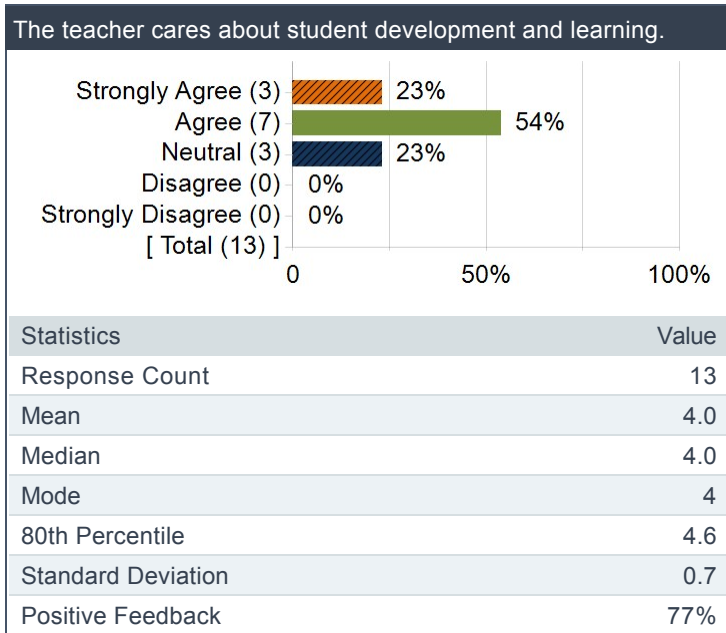 The teacher cares about student development and learning.
Strongly Agree (3) 23%
Agree (7) 54%
Neutral (3) 23%
Disagree (0) 0%
Strongly Disagree (0) 0%
[ Total (13) ]
0 50% 100%
Statistics Value
Response Count 13
Mean 4.0
Median 4.0
Mode 4
80th Percentile 4.6
Standard Deviation 0.7
Positive Feedback 77%